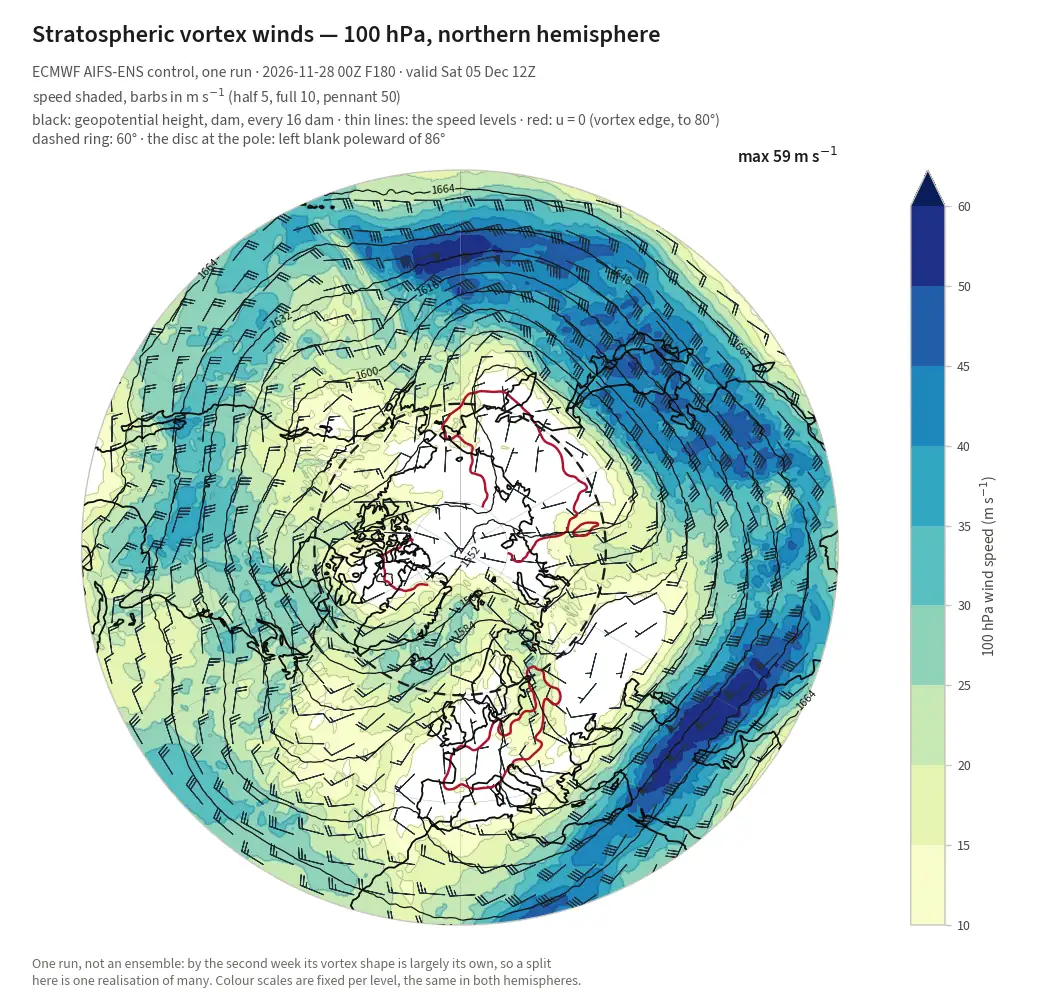 Stratospheric vortex winds — 100 hPa, northern hemisphere
ECMWF AIFS-ENS control, one run · 2026-11-28 00Z F180 · valid Sat 05 Dec 12Z
speed shaded, barbs in m s⁻¹ (half 5, full 10, pennant 50)
black: geopotential height, dam, every 16 dam · thin lines: the speed levels · red: u = 0 (vortex edge, to 80°)
dashed ring: 60° · the disc at the pole: left blank poleward of 86°
max 59 m s⁻¹
1664
1664
1648
1616
1632
1664
1600
1552
1584
1664
60
50
45
40
35
30
25
20
15
10
100 hPa wind speed (m s⁻¹)
One run, not an ensemble: by the second week its vortex shape is largely its own, so a split
here is one realisation of many. Colour scales are fixed per level, the same in both hemispheres.